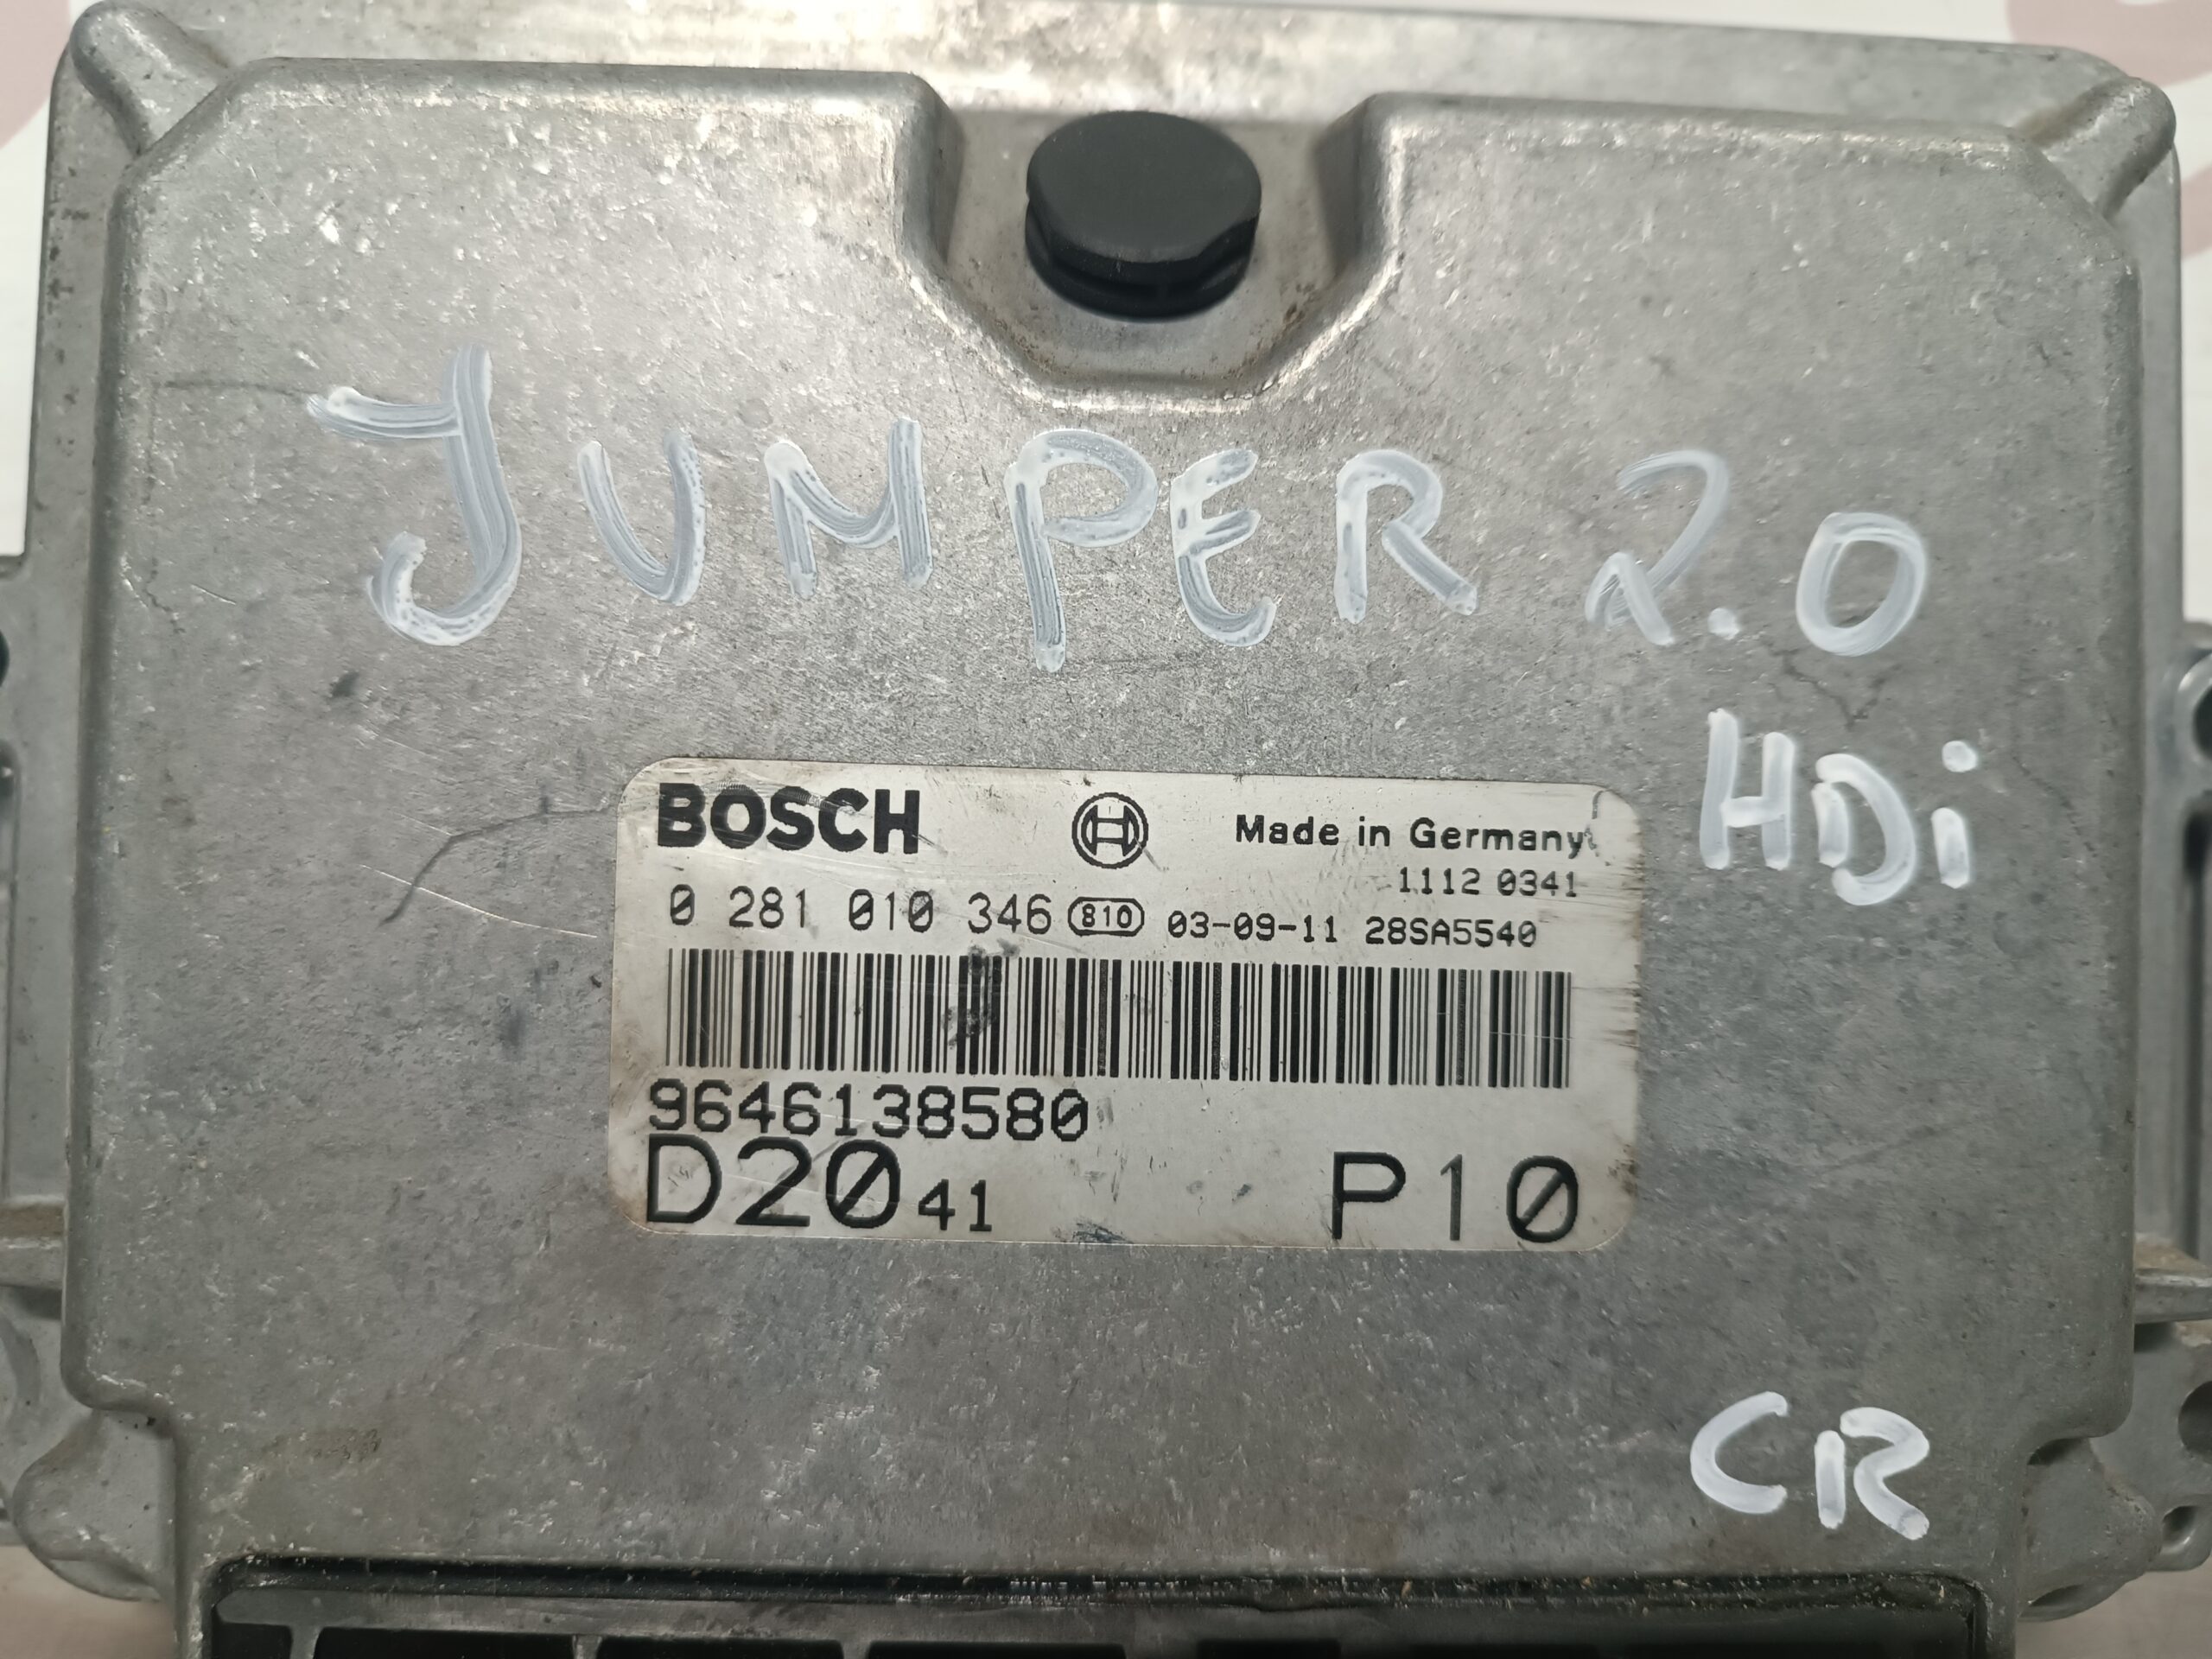 JUMPER 2.0
HDi
BOSCH Made in Germany
1112 0341
0 281 010 346 810 03-09-11 28SA5540
9646138580
D20 41 P10
CR